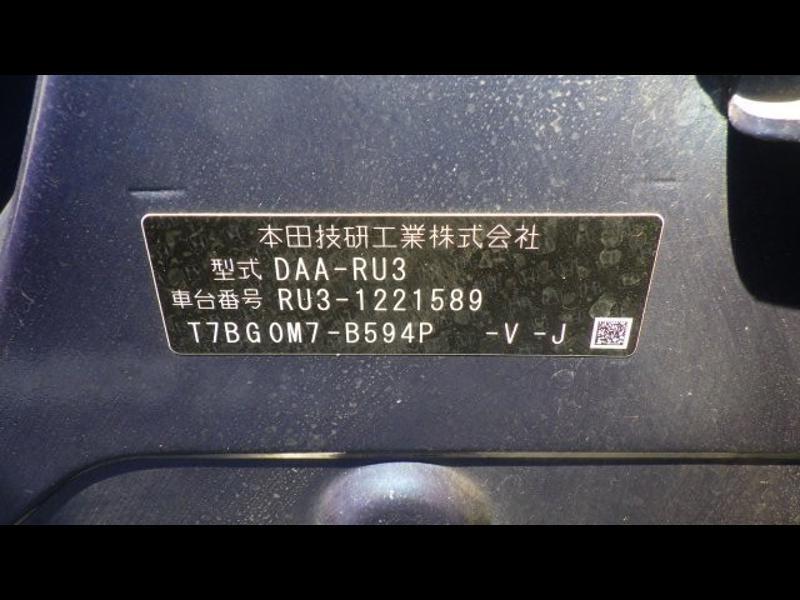 本田技研工業株式会社
型式 DAA-RU3
車台番号 RU3-1221589
T7BG0M7-B594P -V -J